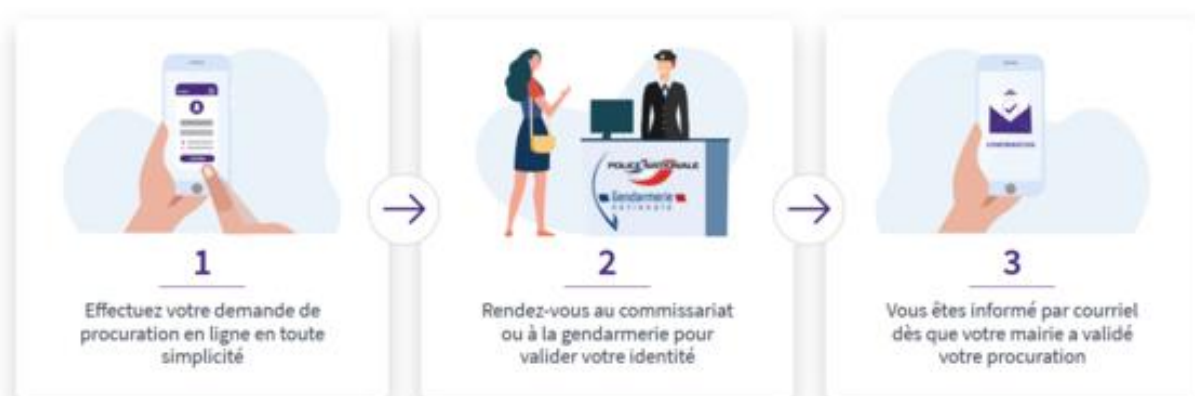 POLICE NATIONALE
Gendarmerie
nationale
1
Effectuez votre demande de
procuration en ligne en toute
simplicité
2
Rendez-vous au commissariat
ou à la gendarmerie pour
valider votre identité
3
Vous êtes informé par courriel
dès que votre mairie a validé
votre procuration